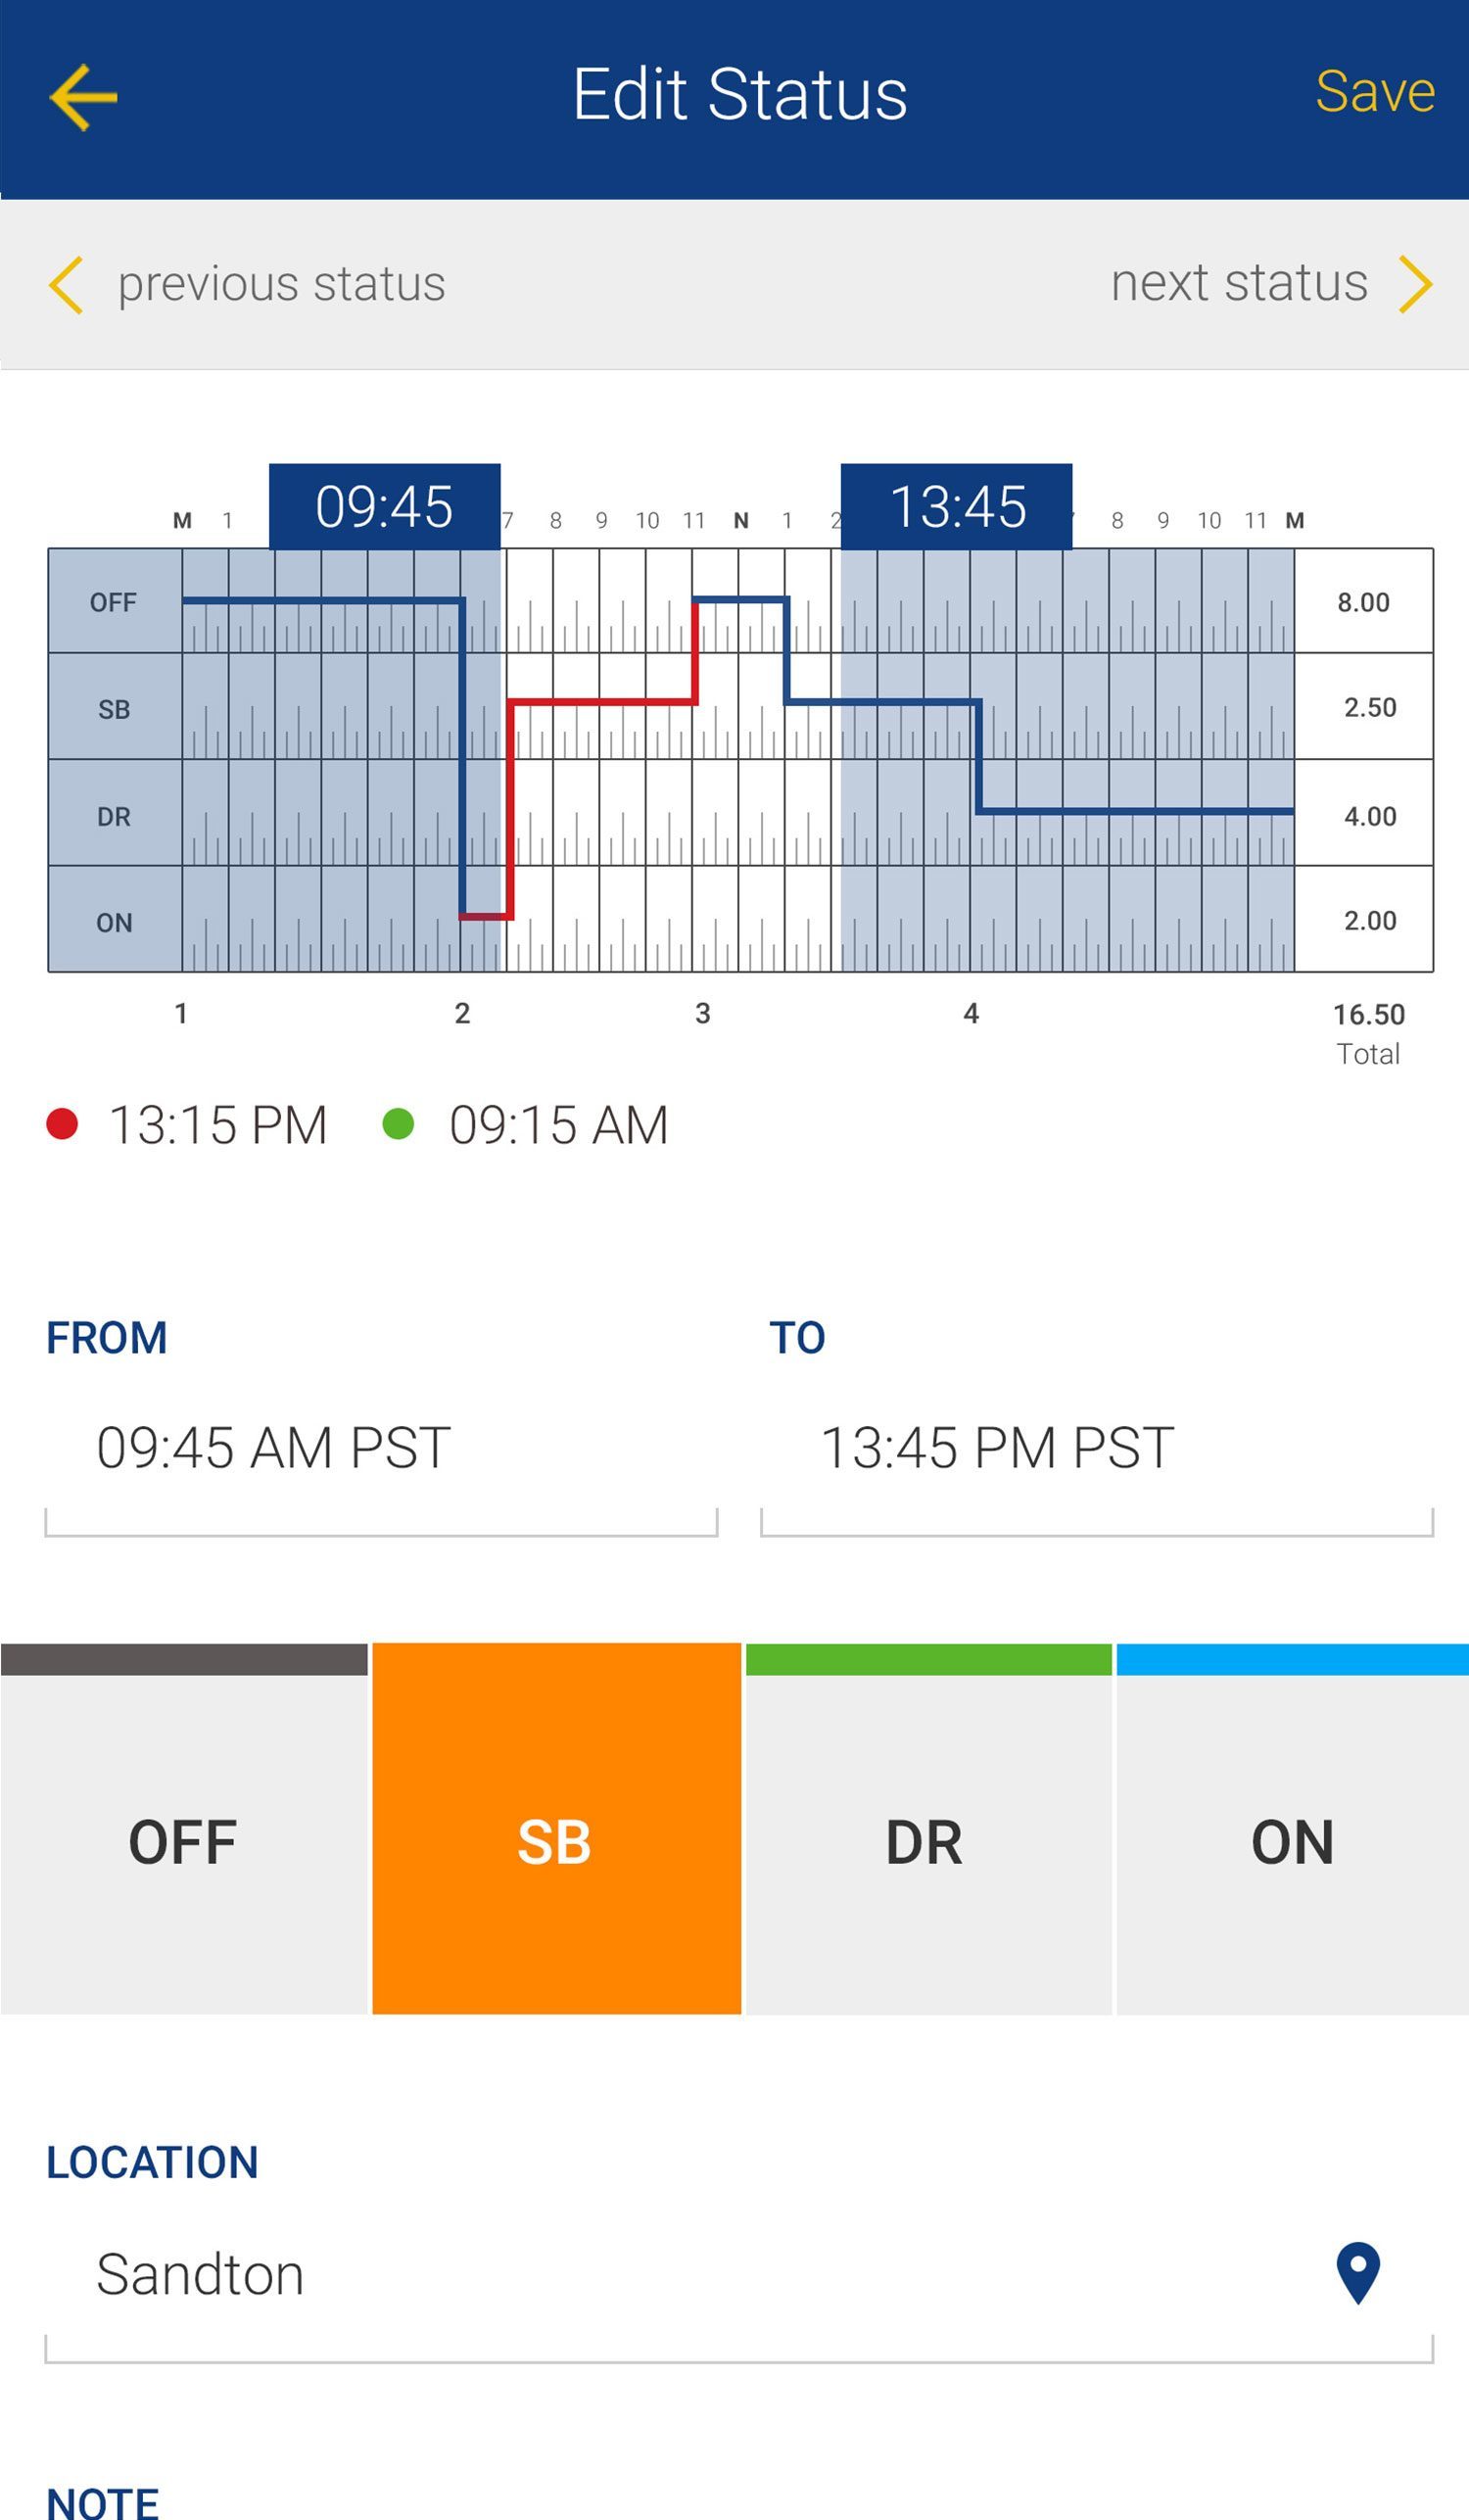 Edit Status
Save
previous status
next status
09:45
13:45
M 1 7 8 9 10 11 N 1 2 8 9 10 11 M
OFF 8.00
SB 2.50
DR 4.00
ON 2.00
1 2 3 4 16.50
Total
13:15 PM 09:15 AM
FROM TO
09:45 AM PST 13:45 PM PST
OFF SB DR ON
LOCATION
Sandton
NOTE